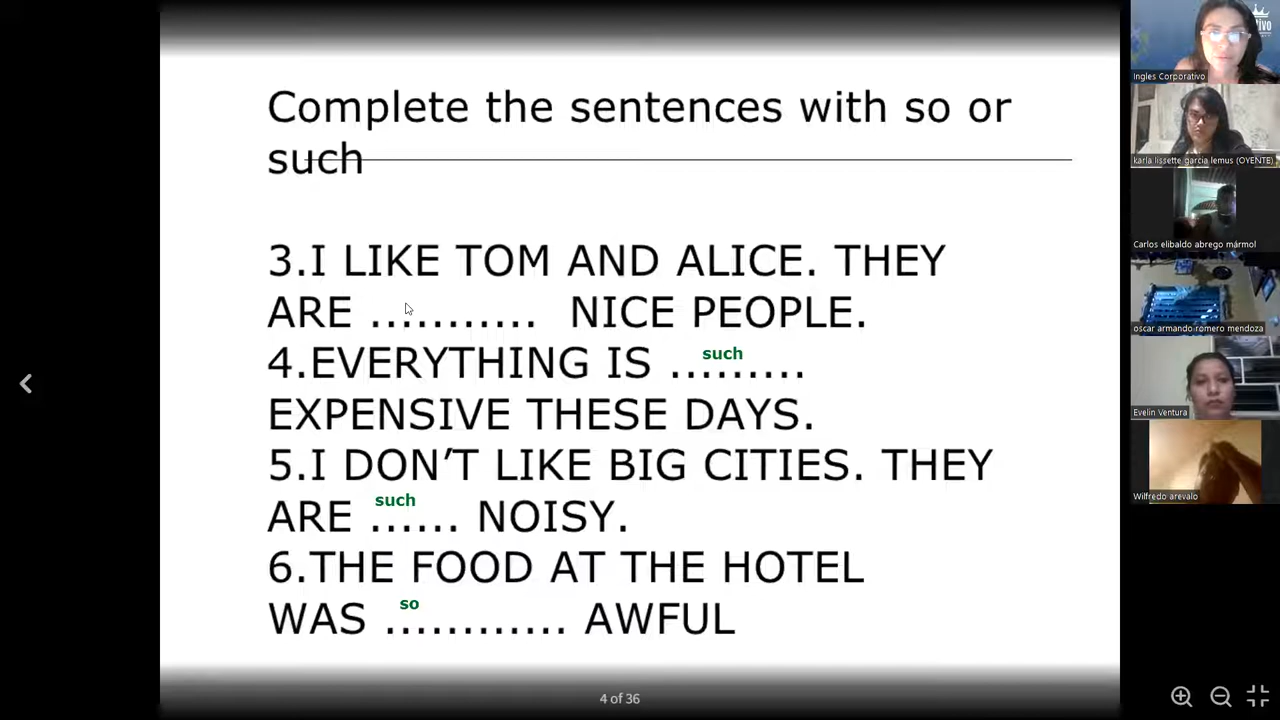 Complete the sentences with so or
such
3.I LIKE TOM AND ALICE. THEY
ARE ........... NICE PEOPLE.
such
4.EVERYTHING IS .........
EXPENSIVE THESE DAYS.
5.I DON’T LIKE BIG CITIES. THEY
such
ARE ...... NOISY.
6.THE FOOD AT THE HOTEL
so
WAS ............ AWFUL
4 of 36
Ingles Corporativo
karla lissette garcia lemus (OYENTE)
Carlos elibaldo abrego mármol
oscar armando romero mendoza
Evelin Ventura
Wilfredo arevalo